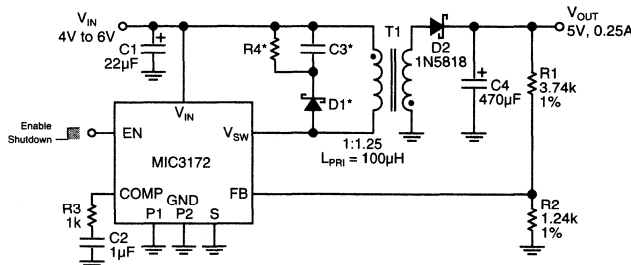 VIN
4V to 6V
C1
22µF
R4*
C3*
D1*
T1
1:1.25
LPRI = 100µH
D2
1N5818
VOUT
5V, 0.25A
C4
470µF
R1
3.74k
1%
Enable
Shutdown
EN
VIN
VSW
MIC3172
COMP
GND
FB
P1
P2
S
R3
1k
C2
1µF
R2
1.24k
1%